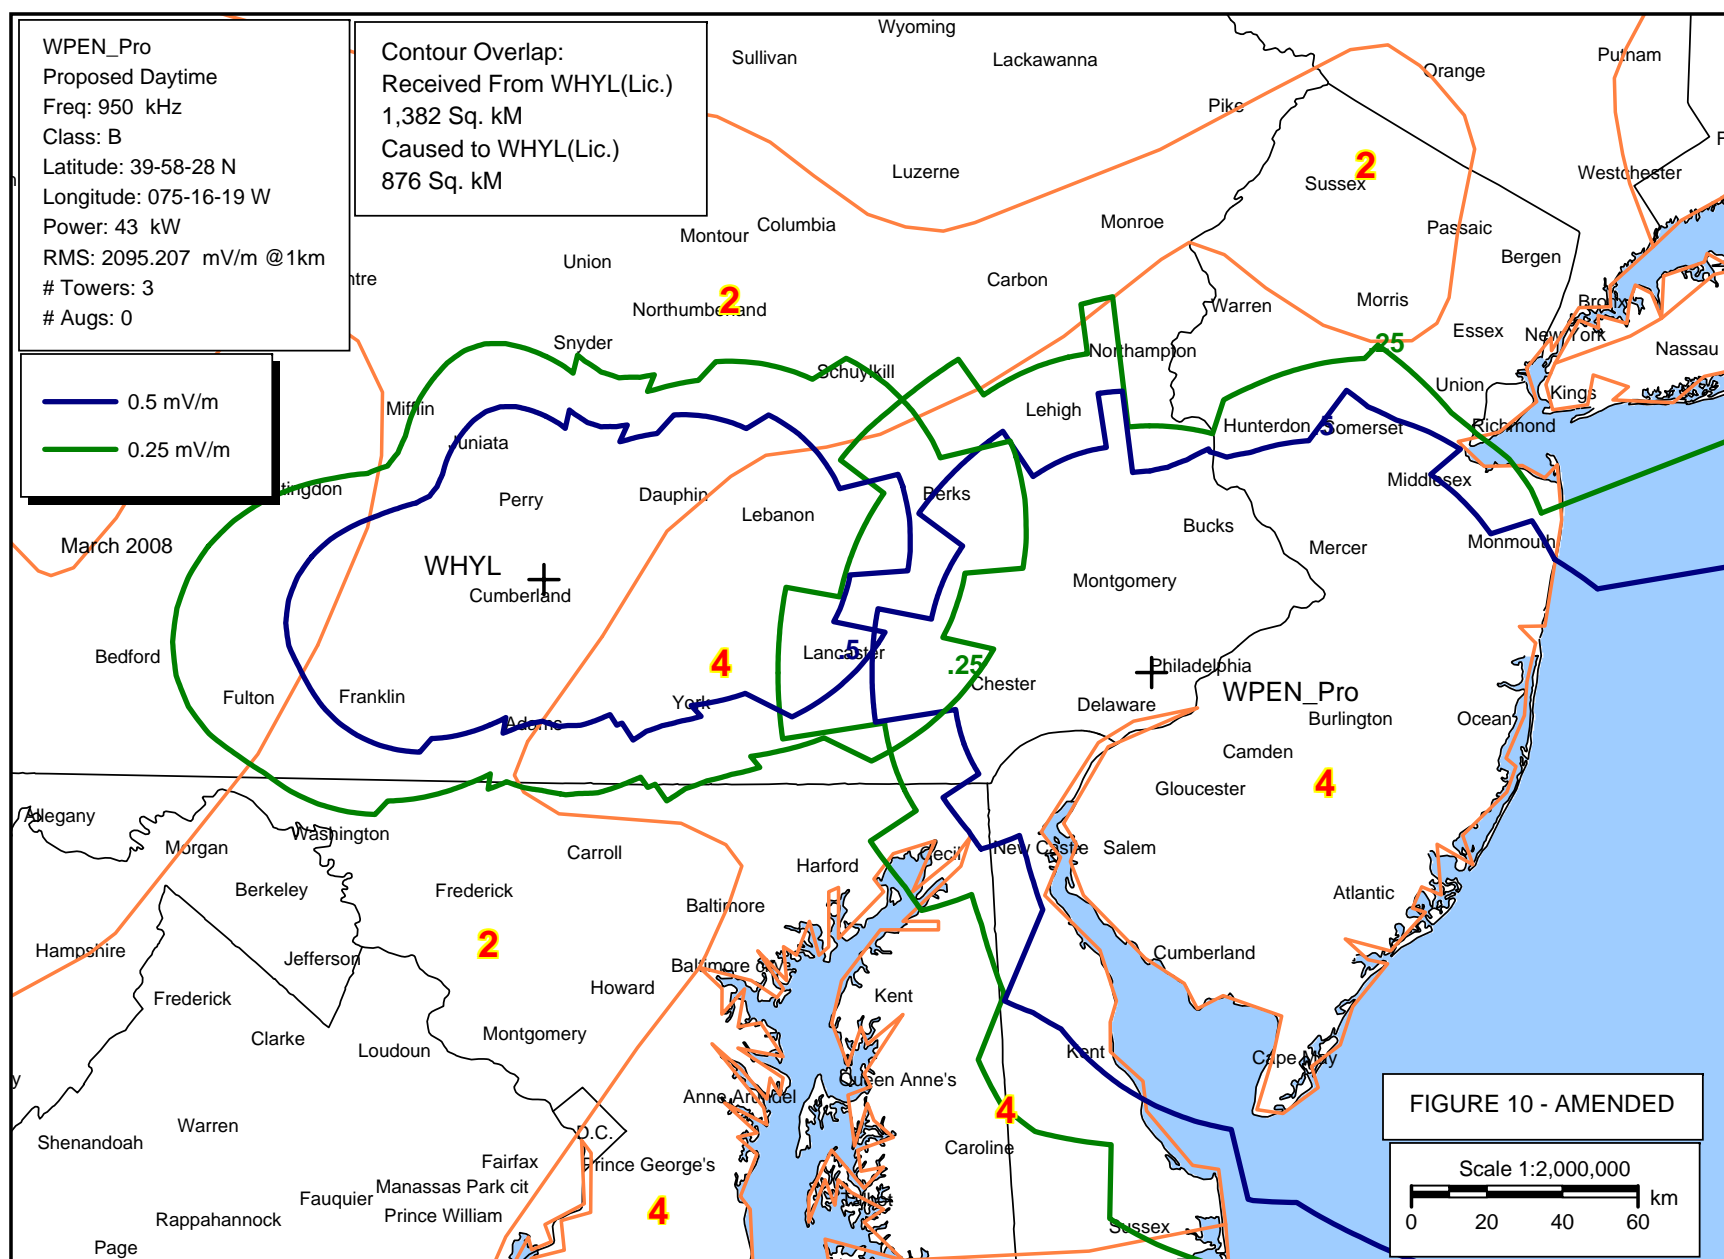 WPEN_Pro
Proposed Daytime
Freq: 950 kHz
Class: B
Latitude: 39-58-28 N
Longitude: 075-16-19 W
Power: 43 kW
RMS: 2095.207 mV/m @1km
# Towers: 3
# Augs: 0
Contour Overlap:
Received From WHYL(Lic.)
1,382 Sq. kM
Caused to WHYL(Lic.)
876 Sq. kM
0.5 mV/m
0.25 mV/m
March 2008
Wyoming
Sullivan
Lackawanna
Putnam
Orange
Pike
Luzerne
2
Sussex
Westchester
Columbia
Montour
Monroe
Passaic
Bergen
Union
ntre
Carbon
2
Northumberland
Warren
Morris
Bronx
Essex
New York
Snyder
.25
Nassau
Northampton
Schuylkill
Union
Kings
Mifflin
Lehigh
Hunterdon
.5
Somerset
Richmond
Juniata
tingdon
Perry
Dauphin
Lebanon
Berks
Middlesex
Bucks
Mercer
Monmouth
WHYL
Cumberland
Montgomery
Bedford
4
Lancaster
.5
.25
Philadelphia
Fulton
Franklin
York
Chester
WPEN_Pro
Delaware
Adams
Burlington
Ocean
Camden
4
Gloucester
Allegany
Washington
Morgan
Carroll
Harford
Cecil
New Castle
Salem
Berkeley
Frederick
Baltimore
Atlantic
2
Hampshire
Jefferson
Baltimore
Cumberland
Howard
Frederick
Kent
Clarke
Montgomery
Loudoun
Kent
Cape May
Queen Anne's
Anne Arundel
4
Warren
Shenandoah
D.C.
Caroline
Fairfax
Prince George's
Manassas Park cit
Fauquier
Prince William
4
Talbot
Rappahannock
Sussex
Page
FIGURE 10 - AMENDED
Scale 1:2,000,000
km
0 20 40 60